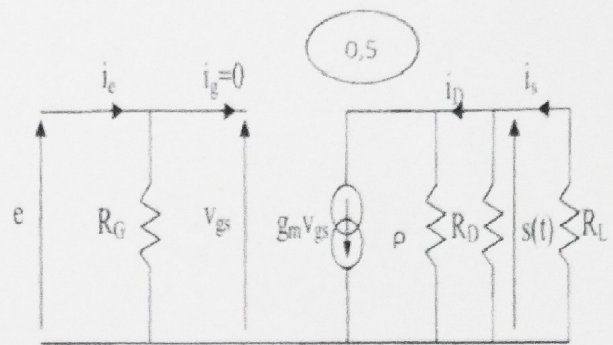 0,5
i_e i_g=0 i_D i_s
e R_G v_gs g_m v_gs ρ R_D s(t) R_L